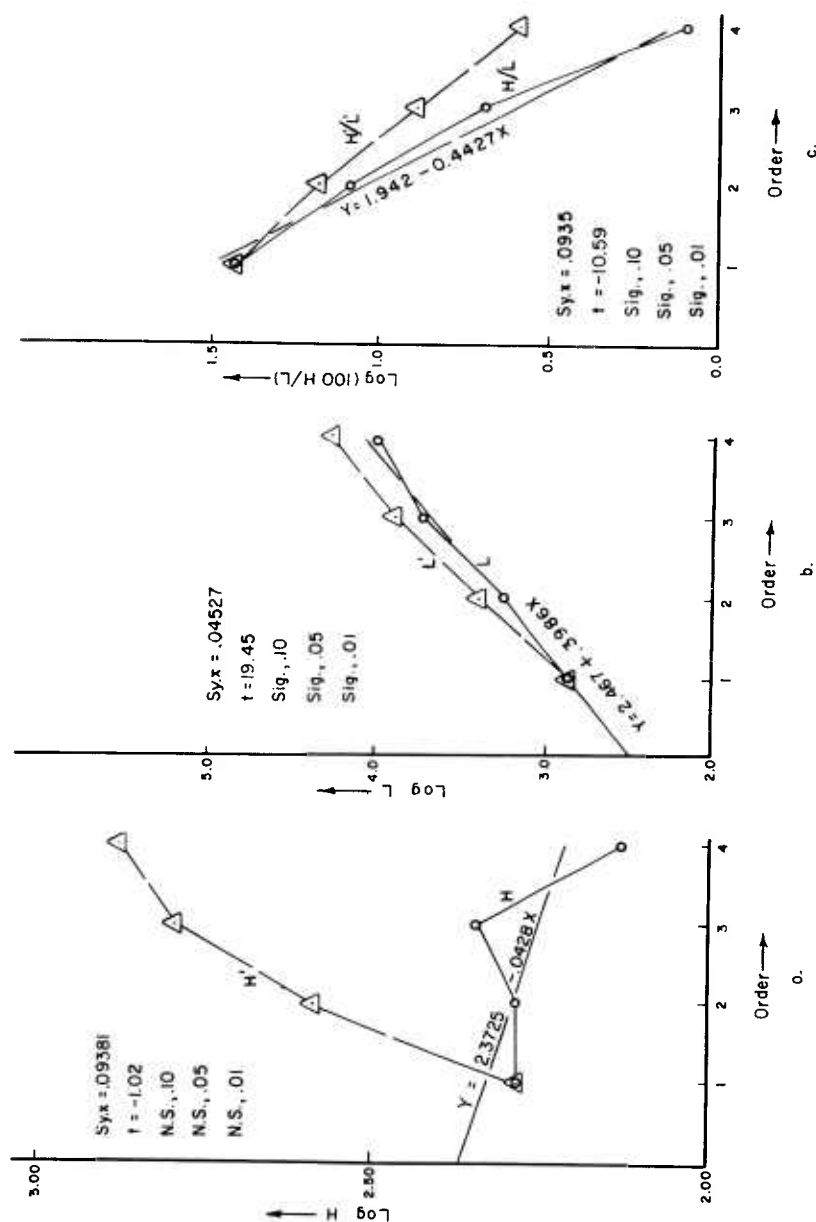 Sy.x = .09381
t = -1.02
N.S., .10
N.S., .05
N.S., .01
3.00
2.50
2.00
Log H
H'
H
Y = 2.3725 -.0428X
1
2
3
4
Order
a.
Sy.x = .04527
t = 19.45
Sig., .10
Sig., .05
Sig., .01
5.0
4.0
3.0
2.0
Log L
L'
L
Y = 2.467 + .3986X
1
2
3
4
Order
b.
1.5
1.0
0.5
0.0
Log (100 H/L)
H'/L'
H/L
Y = 1.942 - 0.4427X
Sy.x = .0935
t = -10.59
Sig., .10
Sig., .05
Sig., .01
1
2
3
4
Order
c.